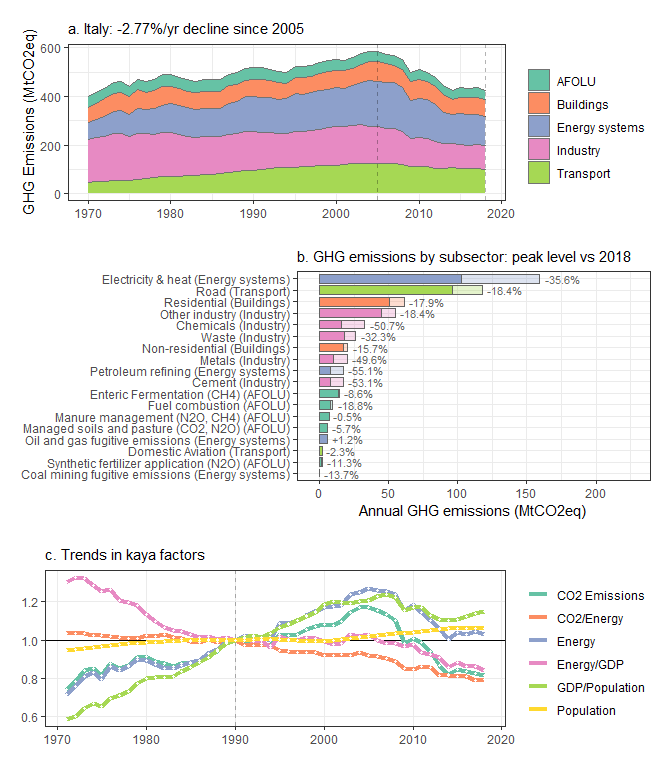 a. Italy: -2.77%/yr decline since 2005
GHG Emissions (MtCO2eq)
600
400
200
0
1970
1980
1990
2000
2010
2020
AFOLU
Buildings
Energy systems
Industry
Transport
b. GHG emissions by subsector: peak level vs 2018
Electricity & heat (Energy systems) -35.6%
Road (Transport) -18.4%
Residential (Buildings) -17.9%
Other industry (Industry) -18.4%
Chemicals (Industry) -50.7%
Waste (Industry) -32.3%
Non-residential (Buildings) -15.7%
Metals (Industry) -49.6%
Petroleum refining (Energy systems) -55.1%
Cement (Industry) -53.1%
Enteric Fermentation (CH4) (AFOLU) -8.6%
Fuel combustion (AFOLU) -18.8%
Manure management (N2O, CH4) (AFOLU) -0.5%
Managed soils and pasture (CO2, N2O) (AFOLU) -5.7%
Oil and gas fugitive emissions (Energy systems) +1.2%
Domestic Aviation (Transport) -2.3%
Synthetic fertilizer application (N2O) (AFOLU) -11.3%
Coal mining fugitive emissions (Energy systems) -13.7%
0
50
100
150
200
Annual GHG emissions (MtCO2eq)
c. Trends in kaya factors
1.2
1.0
0.8
0.6
1970
1980
1990
2000
2010
2020
CO2 Emissions
CO2/Energy
Energy
Energy/GDP
GDP/Population
Population